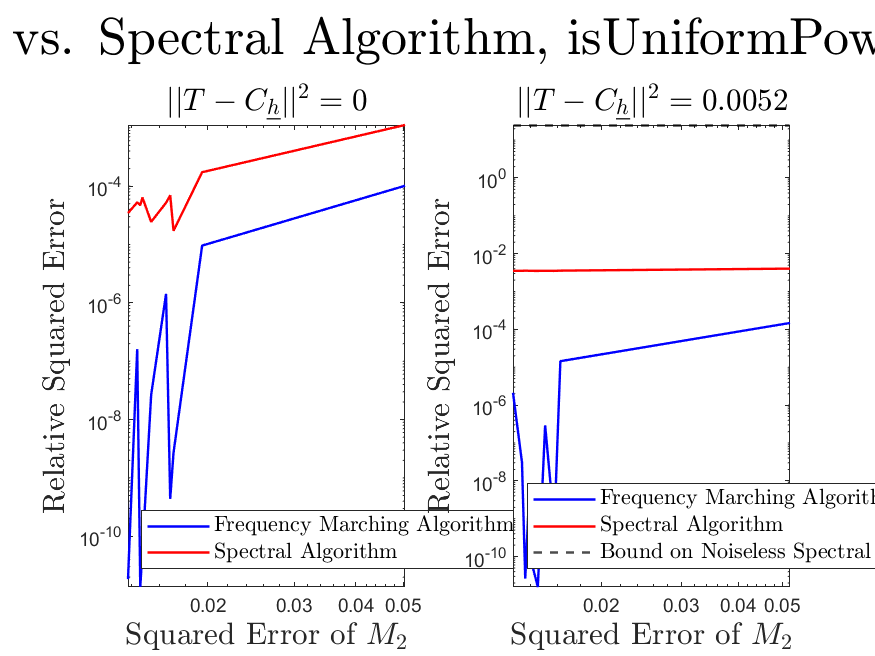 vs. Spectral Algorithm, isUniformPow
||T − C_h||² = 0
Relative Squared Error
10^-4
10^-6
10^-8
10^-10
Frequency Marching Algorithm
Spectral Algorithm
0.02 0.03 0.04 0.05
Squared Error of M_2
||T − C_h||² = 0.0052
Relative Squared Error
10^0
10^-2
10^-4
10^-6
10^-8
10^-10
Frequency Marching Algorith
Spectral Algorithm
Bound on Noiseless Spectral
0.02 0.03 0.04 0.05
Squared Error of M_2